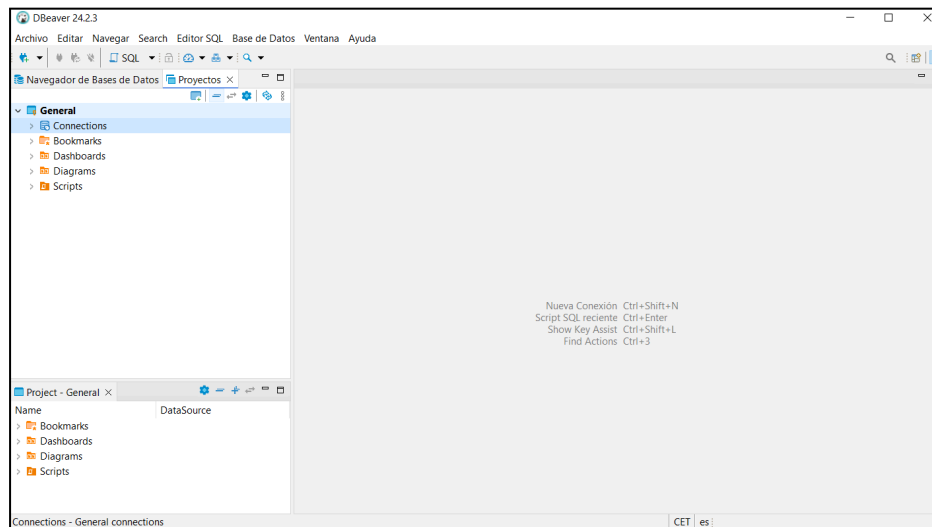 DBeaver 24.2.3
Archivo Editar Navegar Search Editor SQL Base de Datos Ventana Ayuda
SQL
Navegador de Bases de Datos Proyectos
General
Connections
Bookmarks
Dashboards
Diagrams
Scripts
Nueva Conexión Ctrl+Shift+N
Script SQL reciente Ctrl+Enter
Show Key Assist Ctrl+Shift+L
Find Actions Ctrl+3
Project - General
Name DataSource
Bookmarks
Dashboards
Diagrams
Scripts
Connections - General connections CET es